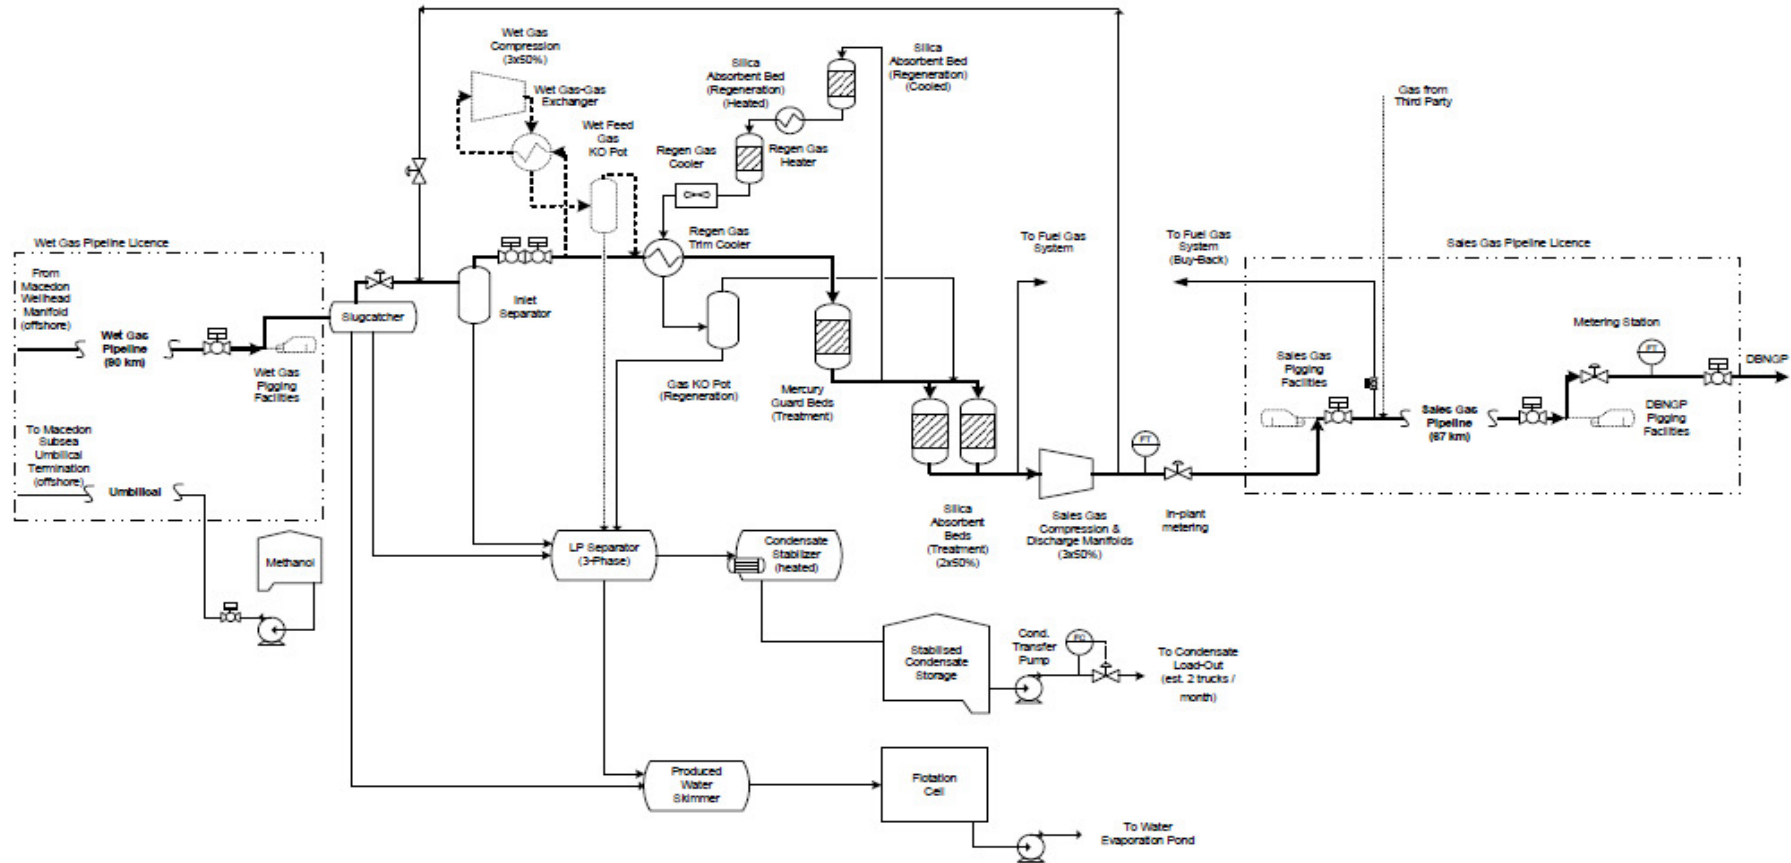 Wet Gas
Compression
(3x50%)
Wet Gas-Gas
Exchanger
Wet Feed
Gas
KO Pot
Silica
Absorbent Bed
(Regeneration)
(Heated)
Silica
Absorbent Bed
(Regeneration)
(Cooled)
Regen Gas
Cooler
Regen Gas
Heater
Gas from
Third Party
Wet Gas Pipeline Licence
From
Macedon
Wellhead
Manifold
(offshore)
Wet Gas
Pipeline
(90 km)
Wet Gas
Pigging
Facilities
Slugcatcher
Inlet
Separator
Regen Gas
Trim Cooler
Gas KO Pot
(Regeneration)
Mercury
Guard Beds
(Treatment)
To Fuel Gas
System
To Fuel Gas
System
(Buy-Back)
Sales Gas Pipeline Licence
Metering Station
FT
DBNGP
Sales Gas
Pigging
Facilities
Sales Gas
Pipeline
(67 km)
DBNGP
Pigging
Facilities
To Macedon
Subsea
Umbilical
Termination
(offshore)
Umbilical
Methanol
FT
In-plant
metering
Silica
Absorbent
Beds
(Treatment)
(2x50%)
Sales Gas
Compression &
Discharge Manifolds
(3x50%)
LP Separator
(3-Phase)
Condensate
Stabilizer
(heated)
Stabilised
Condensate
Storage
Cond.
Transfer
Pump
FC
To Condensate
Load-Out
(est. 2 trucks /
month)
Produced
Water
Skimmer
Flotation
Cell
To Water
Evaporation Pond